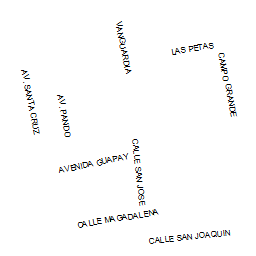 VANGUARDIA
LAS PETAS
CAMPO GRANDE
AV. SANTA CRUZ
AV. PANDO
AVENIDA GUAPAY
CALLE SAN JOSE
CALLE MAGADALENA
CALLE SAN JOAQUIN